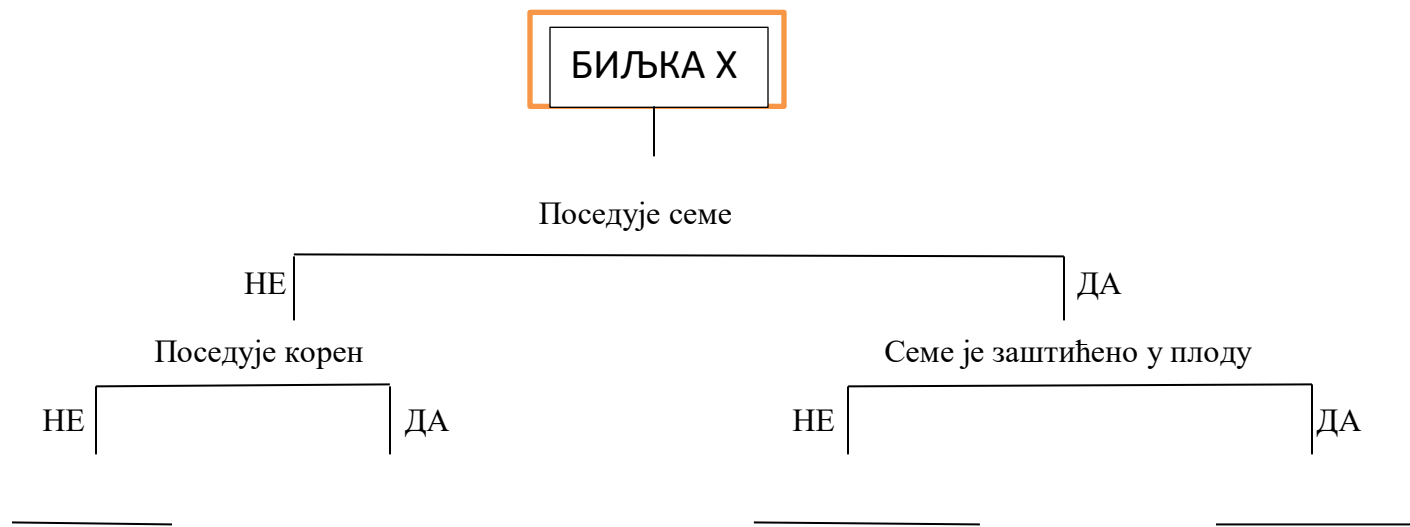 БИЉКА Х
Поседује семе
НЕ
ДА
Поседује корен
Семе је заштићено у плоду
НЕ
ДА
НЕ
ДА